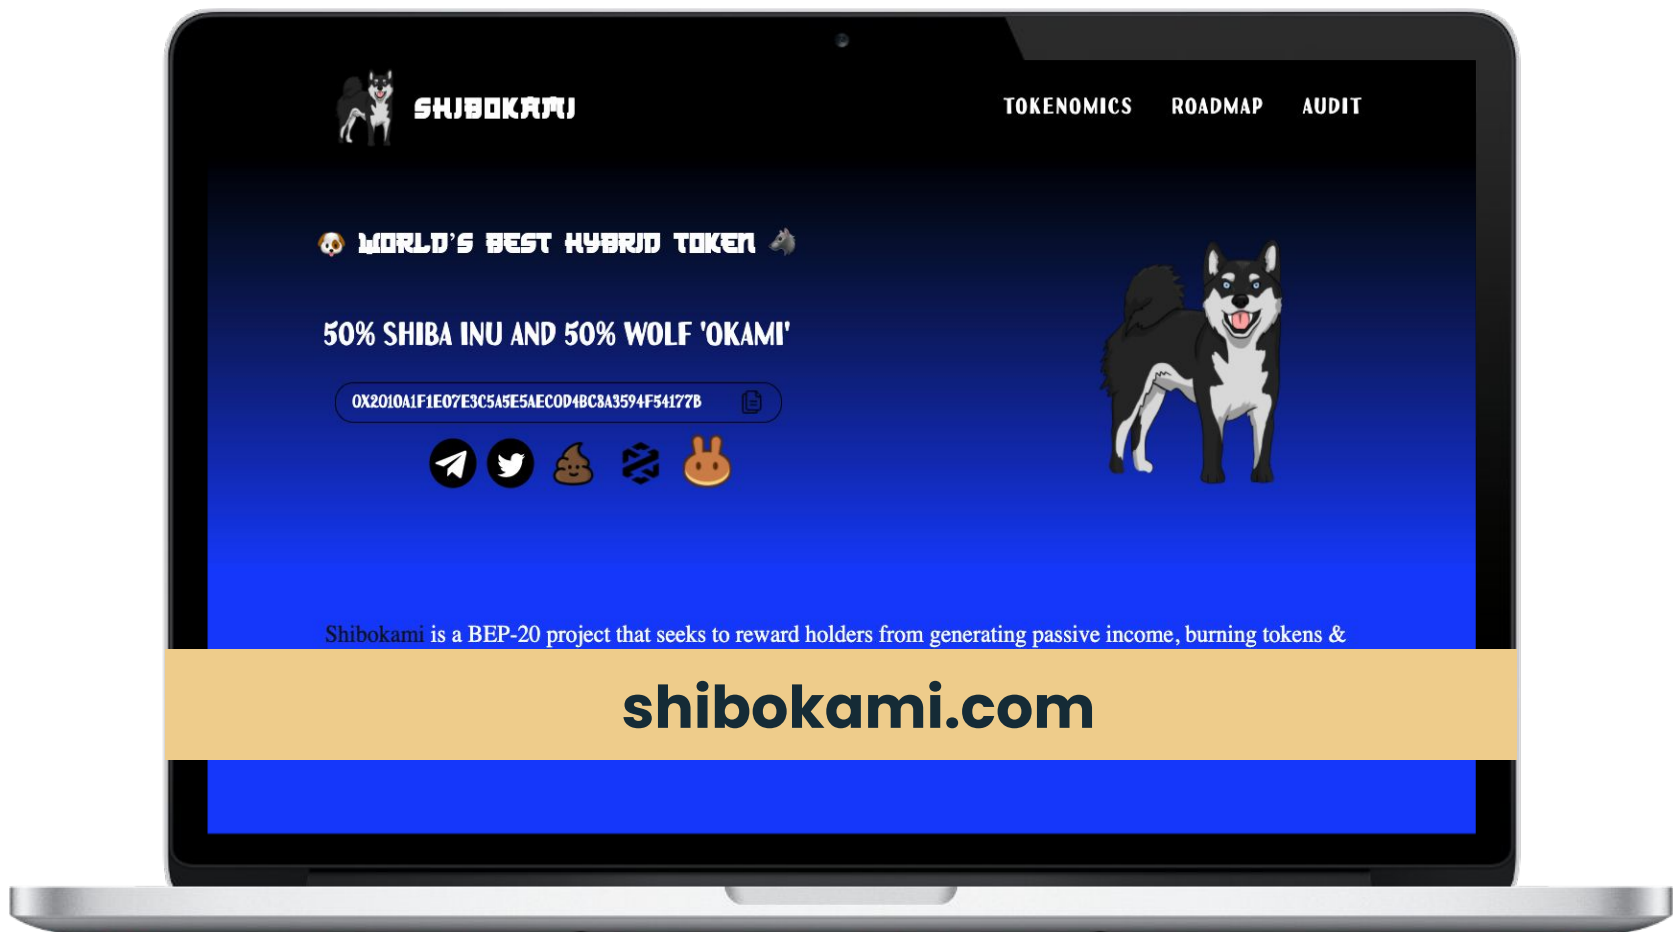 SHIBOKAMI
TOKENOMICS ROADMAP AUDIT
WORLD'S BEST HYBRID TOKEN
50% SHIBA INU AND 50% WOLF 'OKAMI'
0X2010A1F1E07E3C5A5E5AEC0D4BC8A3594F54177B
Shibokami is a BEP-20 project that seeks to reward holders from generating passive income, burning tokens &
shibokami.com